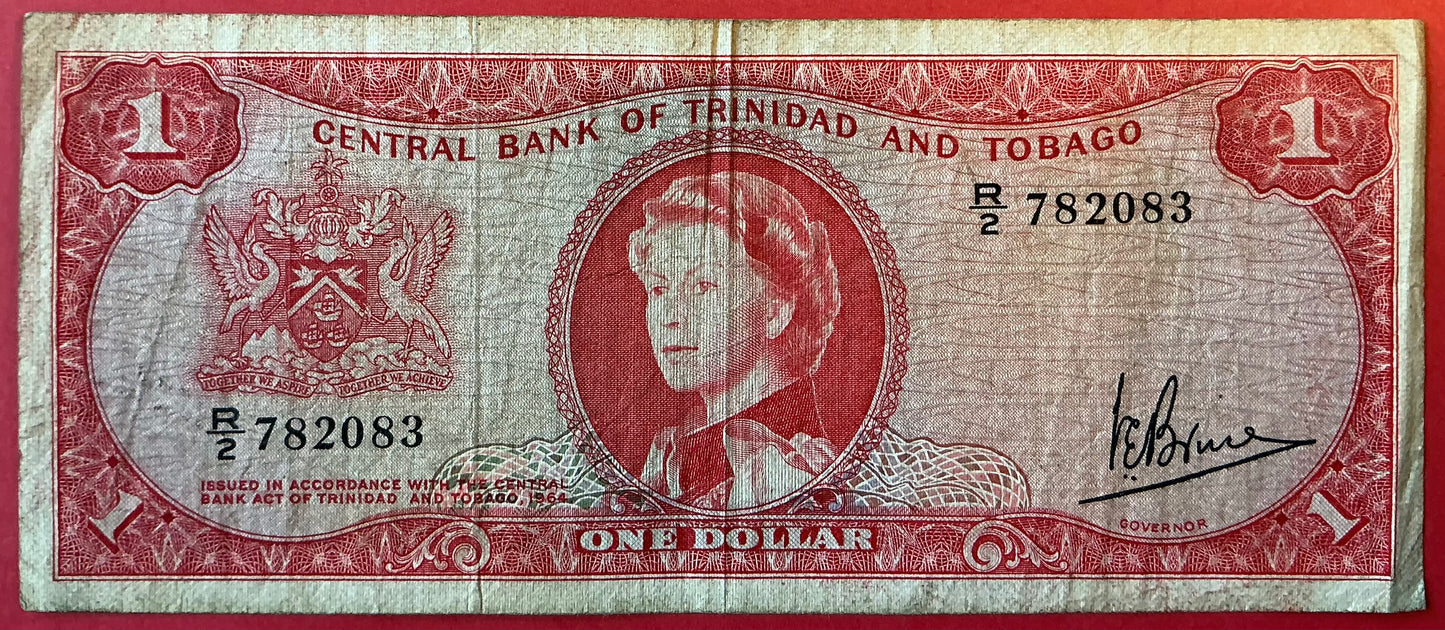 1
1
CENTRAL BANK OF TRINIDAD AND TOBAGO
R/2 782083
TOGETHER WE ASPIRE TOGETHER WE ACHIEVE
R/2 782083
ISSUED IN ACCORDANCE WITH THE CENTRAL
BANK ACT OF TRINIDAD AND TOBAGO, 1964
V.E. Bruce
GOVERNOR
1
ONE DOLLAR
1